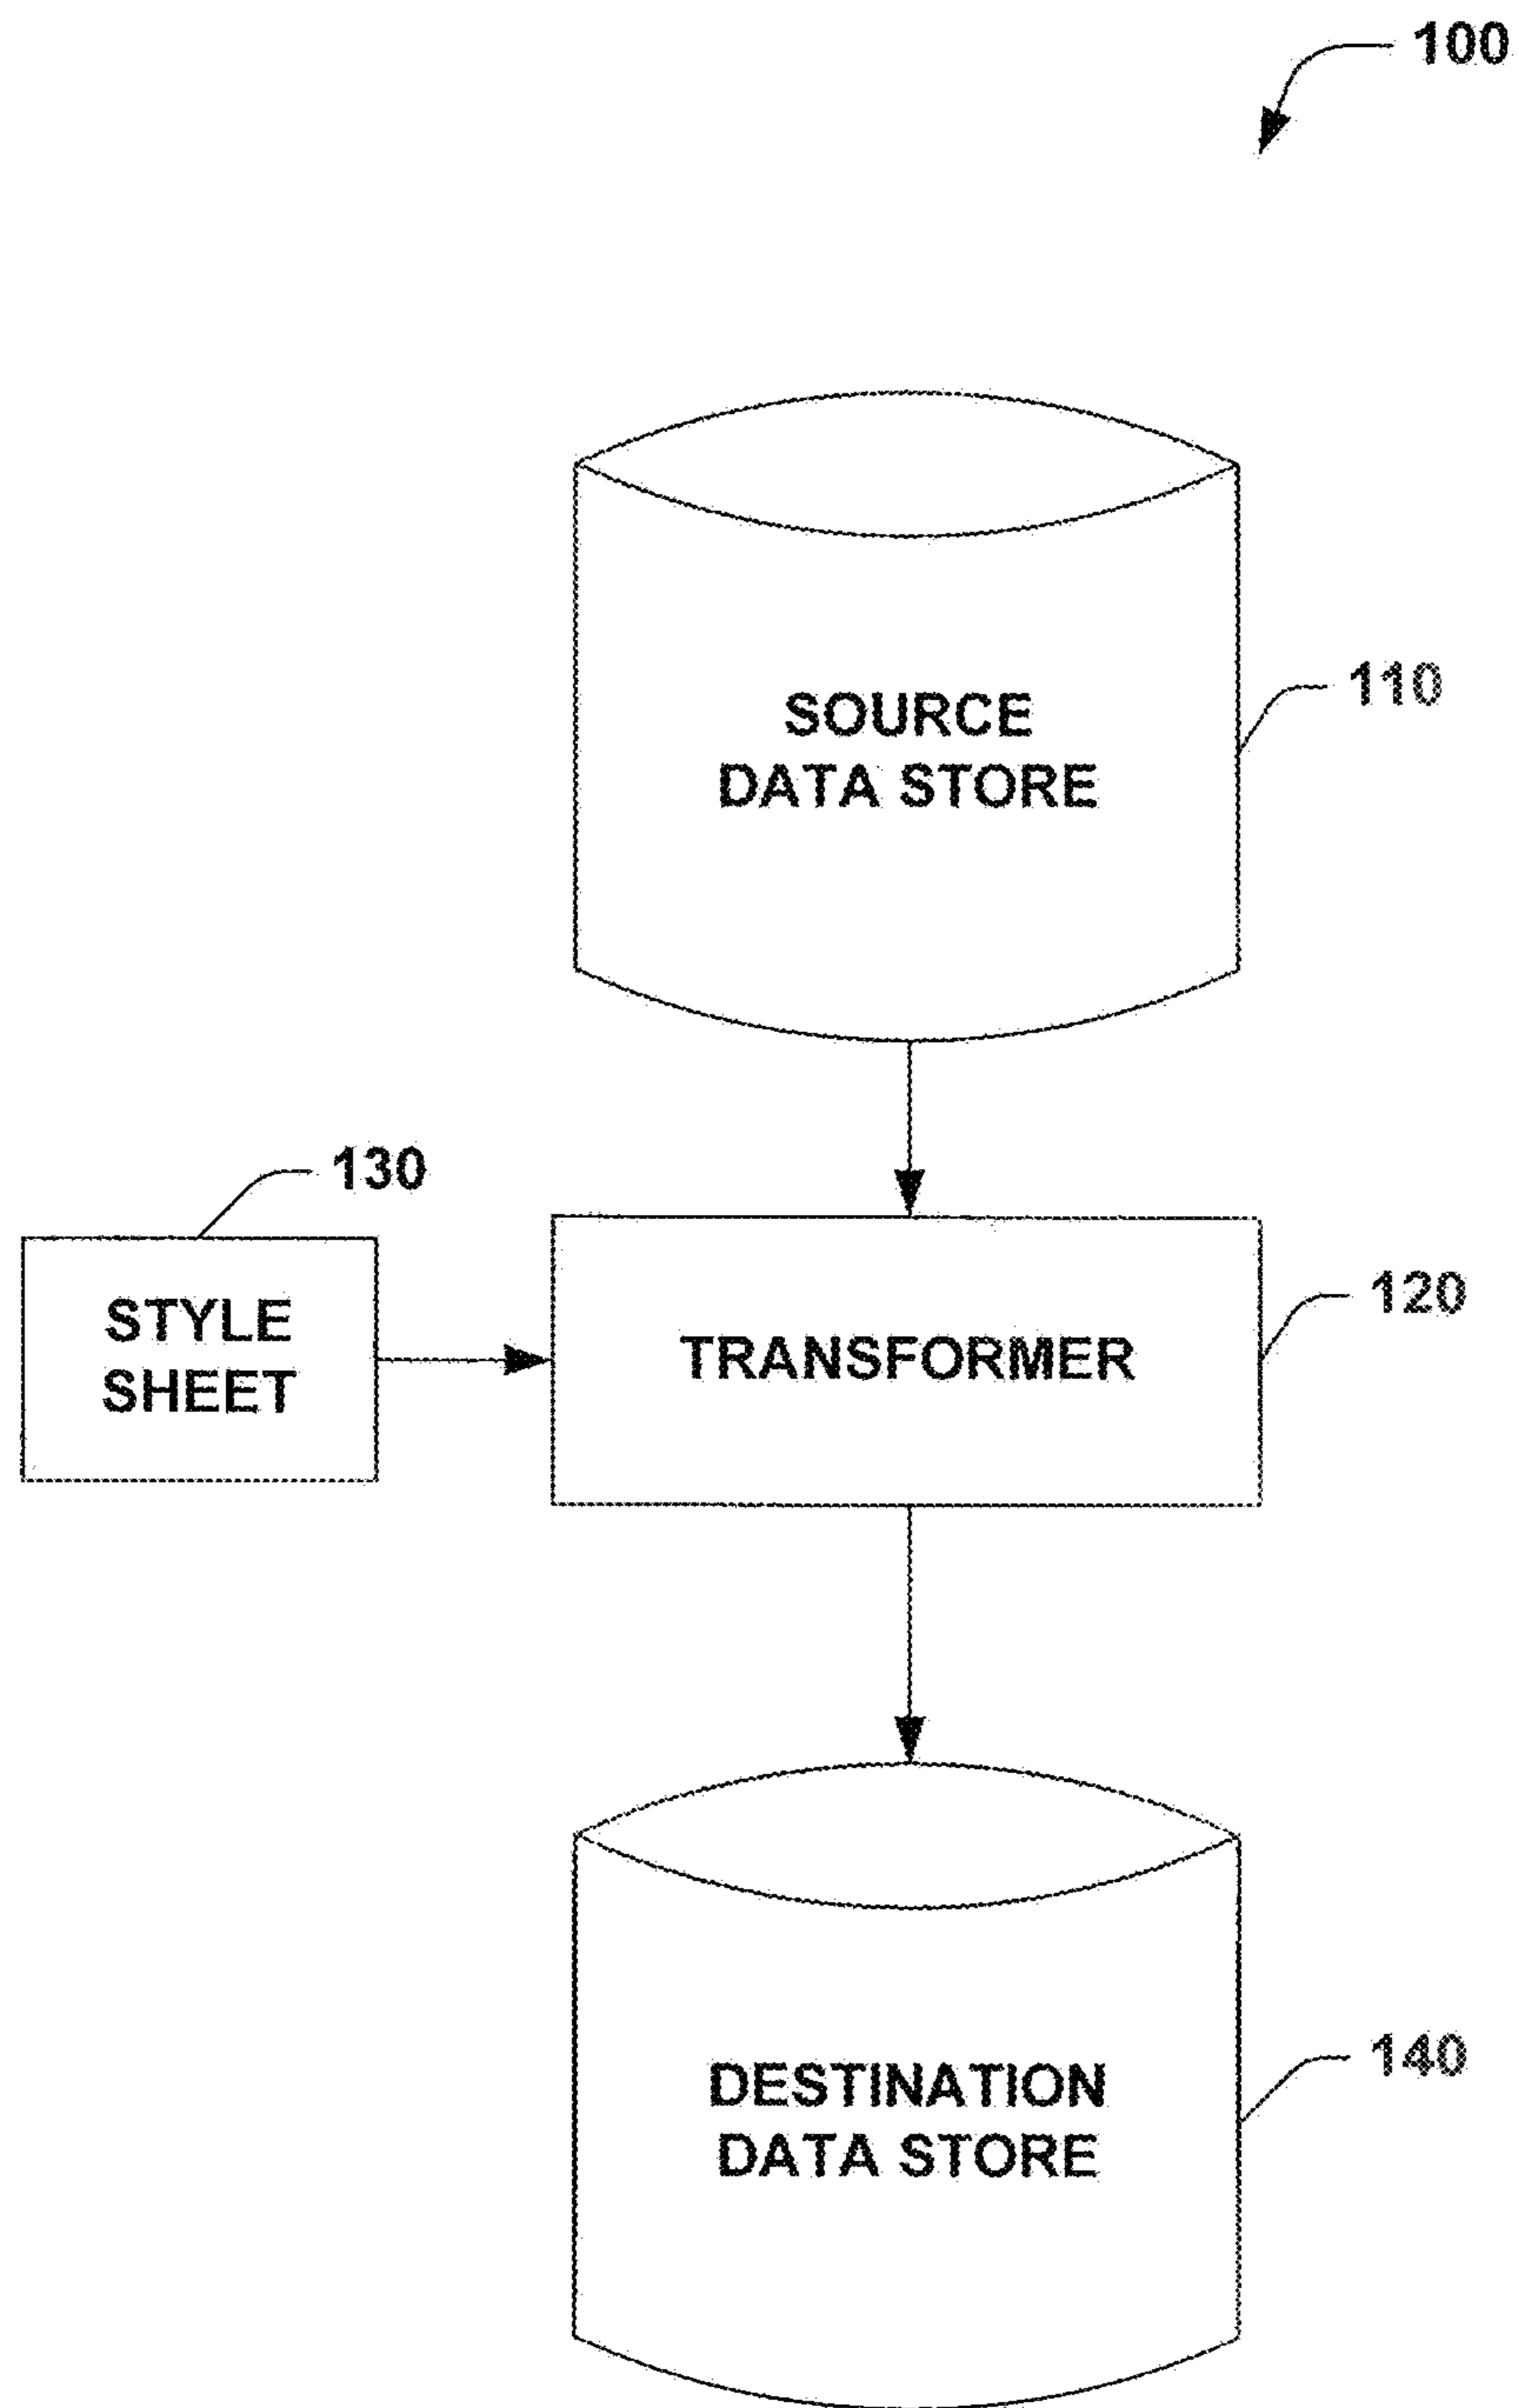 100
SOURCE
DATA STORE
110
130
STYLE
SHEET
TRANSFORMER
120
DESTINATION
DATA STORE
140